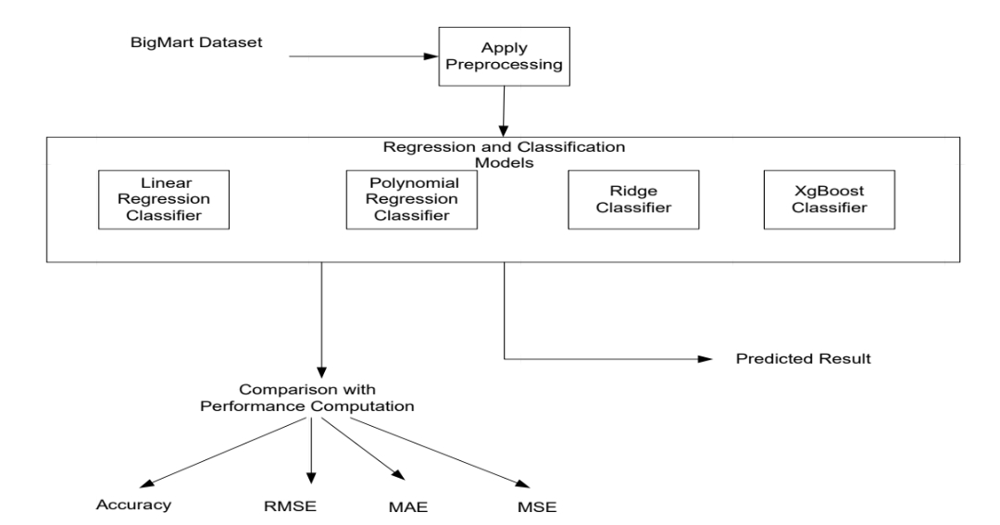 BigMart Dataset
Apply
Preprocessing
Regression and Classification
Models
Linear
Regression
Classifier
Polynomial
Regression
Classifier
Ridge
Classifier
XgBoost
Classifier
Predicted Result
Comparison with
Performance Computation
Accuracy
RMSE
MAE
MSE